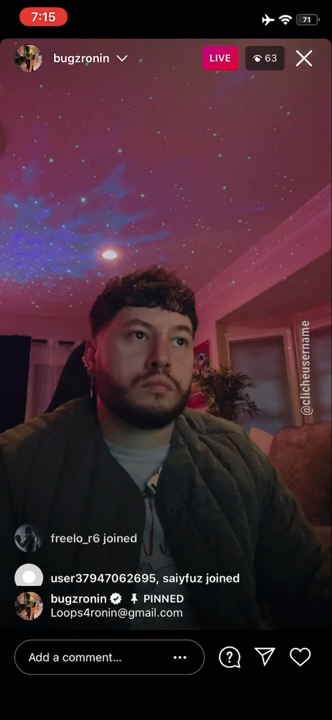 7:15
71
bugzronin
LIVE
63
@clicheusername
freelo_r6 joined
user37947062695, saiyfuz joined
bugzronin PINNED
Loops4ronin@gmail.com
Add a comment...